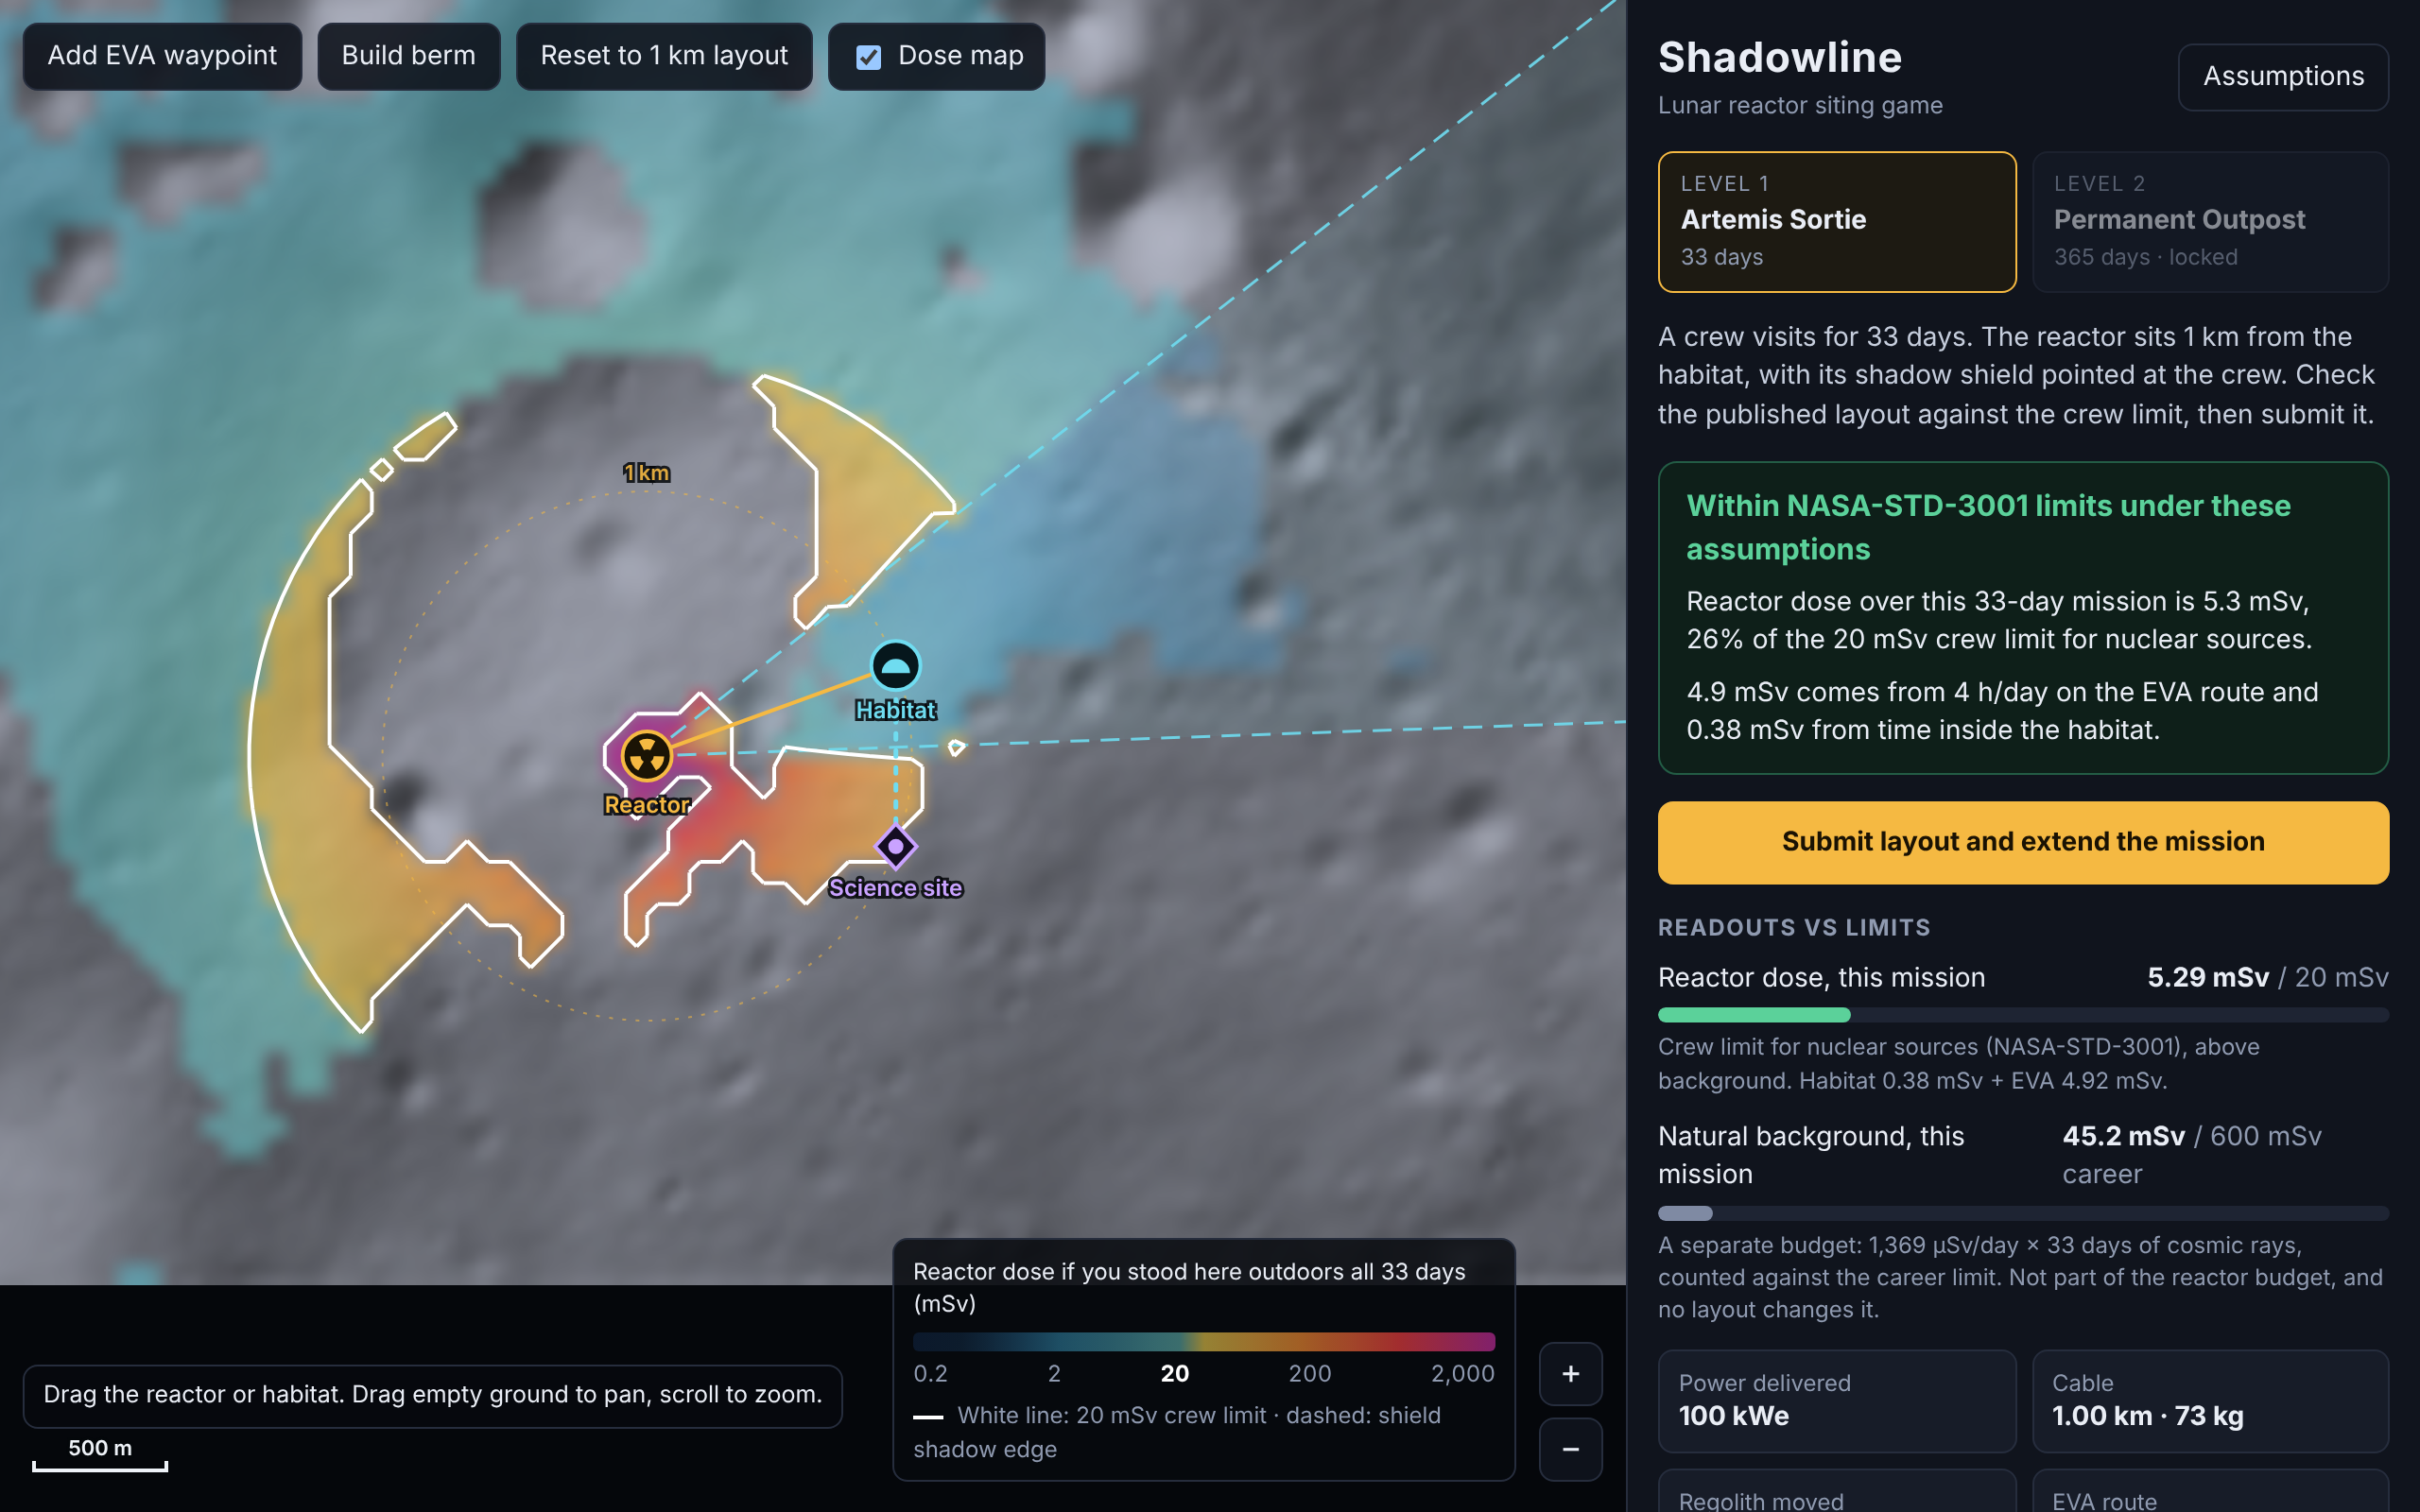 Add EVA waypoint
Build berm
Reset to 1 km layout
Dose map
1 km
Reactor
Habitat
Science site
Drag the reactor or habitat. Drag empty ground to pan, scroll to zoom.
500 m
Reactor dose if you stood here outdoors all 33 days
(mSv)
0.2 2 20 200 2,000
White line: 20 mSv crew limit · dashed: shield
shadow edge
+
−
Shadowline
Lunar reactor siting game
Assumptions
LEVEL 1
Artemis Sortie
33 days
LEVEL 2
Permanent Outpost
365 days · locked
A crew visits for 33 days. The reactor sits 1 km from the
habitat, with its shadow shield pointed at the crew. Check
the published layout against the crew limit, then submit it.
Within NASA-STD-3001 limits under these
assumptions
Reactor dose over this 33-day mission is 5.3 mSv,
26% of the 20 mSv crew limit for nuclear sources.
4.9 mSv comes from 4 h/day on the EVA route and
0.38 mSv from time inside the habitat.
Submit layout and extend the mission
READOUTS VS LIMITS
Reactor dose, this mission 5.29 mSv / 20 mSv
Crew limit for nuclear sources (NASA-STD-3001), above
background. Habitat 0.38 mSv + EVA 4.92 mSv.
Natural background, this
mission
45.2 mSv / 600 mSv
career
A separate budget: 1,369 μSv/day × 33 days of cosmic rays,
counted against the career limit. Not part of the reactor budget, and
no layout changes it.
Power delivered
100 kWe
Cable
1.00 km · 73 kg
Regolith moved
EVA route